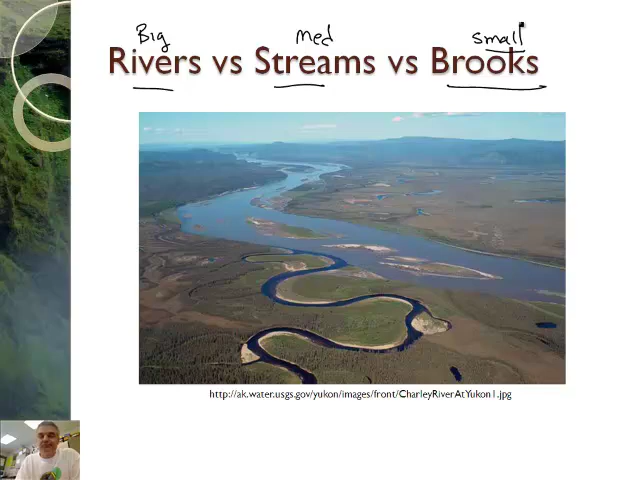 Big med small
Rivers vs Streams vs Brooks
http://ak.water.usgs.gov/yukon/images/front/CharleyRiverAtYukon1.jpg